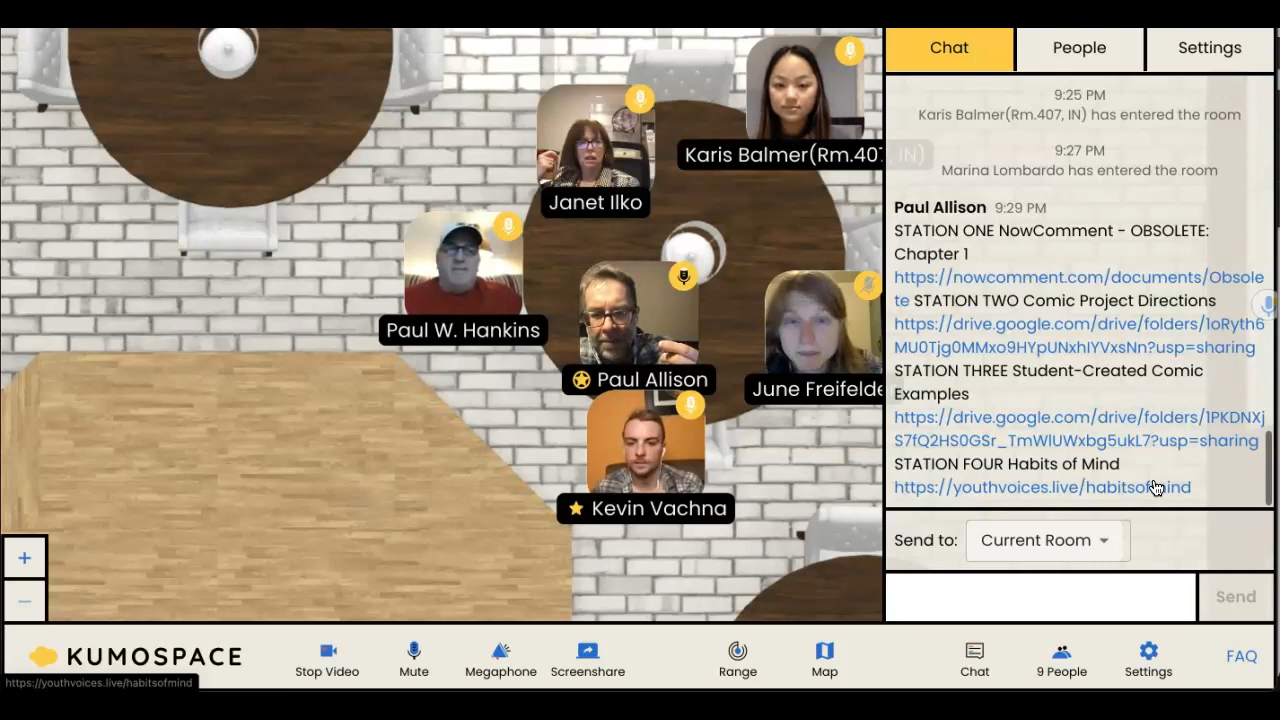 Chat
People
Settings
9:25 PM
Karis Balmer(Rm.407, IN) has entered the room
9:27 PM
Marina Lombardo has entered the room
Paul Allison 9:29 PM
STATION ONE NowComment - OBSOLETE:
Chapter 1
https://nowcomment.com/documents/Obsole
te STATION TWO Comic Project Directions
https://drive.google.com/drive/folders/1oRyth6
MU0Tjg0MMxo9HYpUNxhIYVxsNn?usp=sharing
STATION THREE Student-Created Comic
Examples
https://drive.google.com/drive/folders/1PKDNXj
S7fQ2HS0GSr_TmWlUWxbg5ukL7?usp=sharing
STATION FOUR Habits of Mind
https://youthvoices.live/habitsofmind
Send to:
Current Room
Send
Karis Balmer(Rm.407, IN)
Janet Ilko
Paul W. Hankins
Paul Allison
June Freifelde
Kevin Vachna
+
−
KUMOSPACE
Stop Video
Mute
Megaphone
Screenshare
Range
Map
Chat
9 People
Settings
FAQ
https://youthvoices.live/habitsofmind